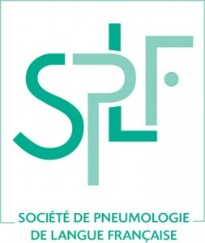 SPLF
SOCIÉTÉ DE PNEUMOLOGIE
DE LANGUE FRANÇAISE